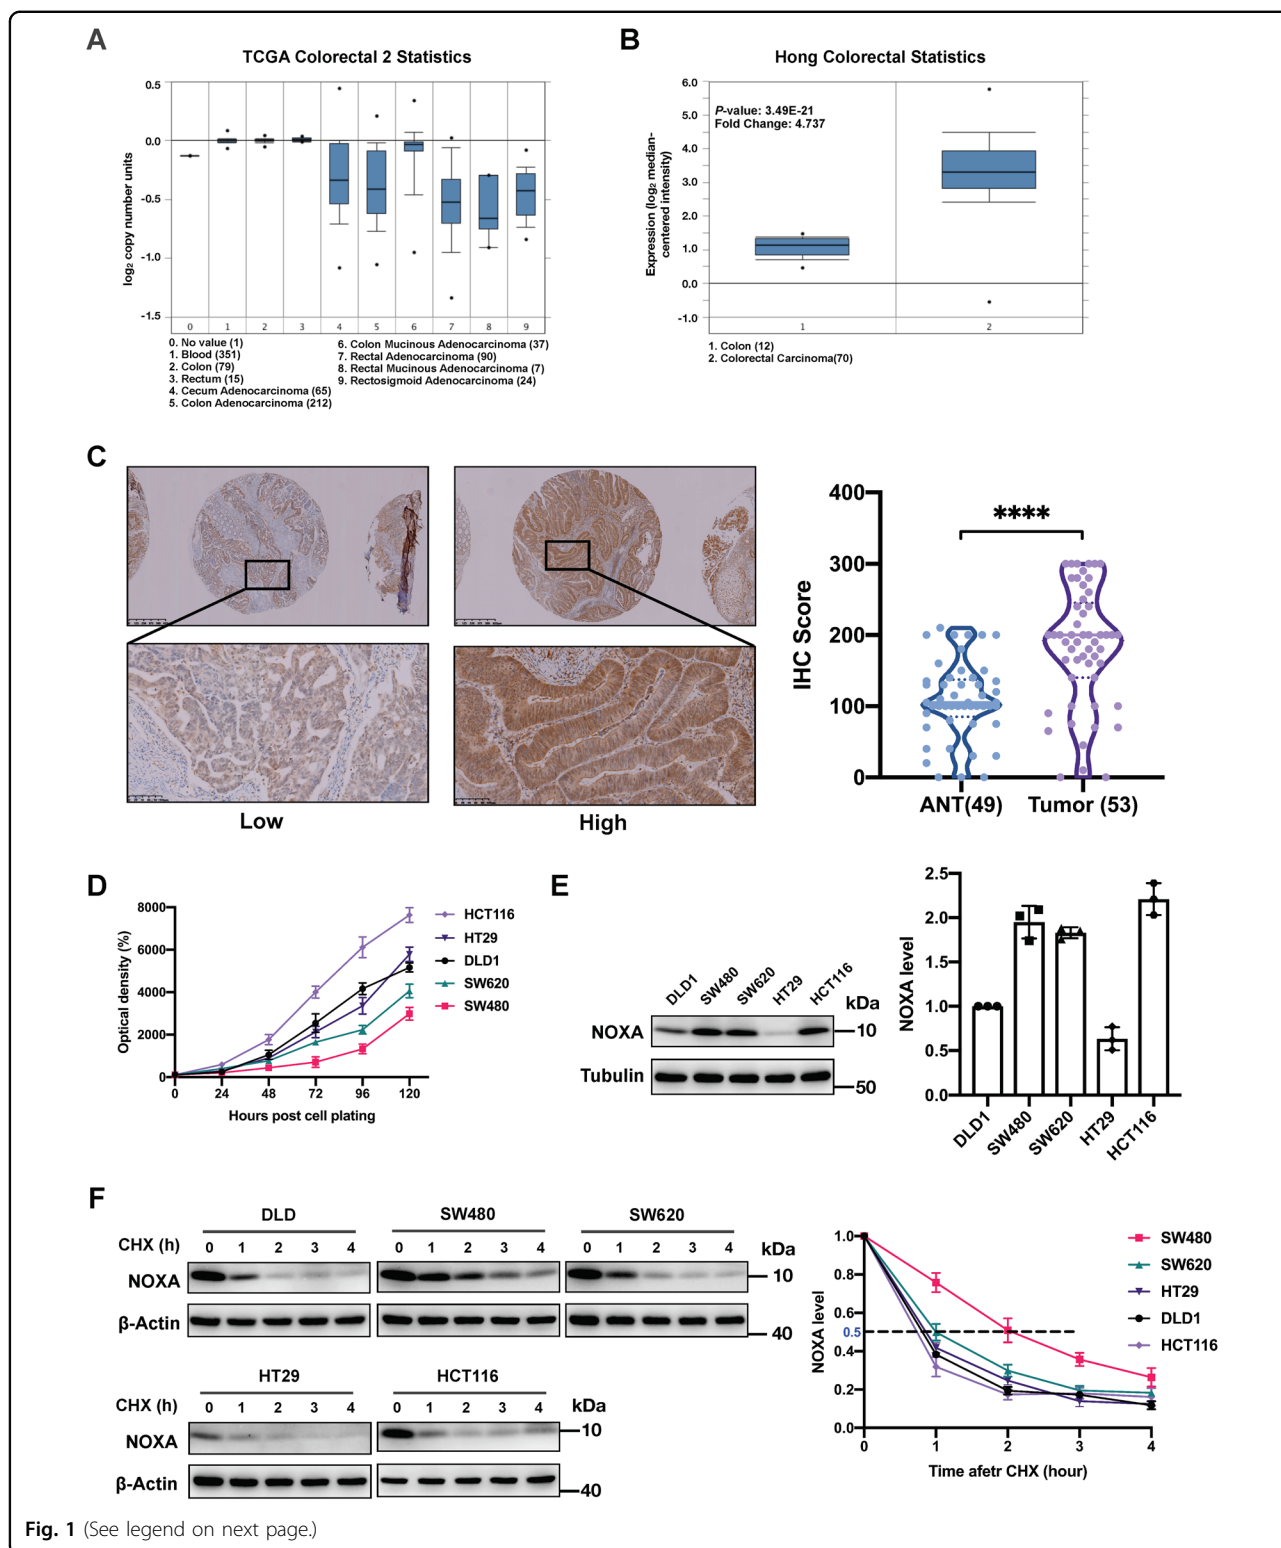 A
TCGA Colorectal 2 Statistics
log₂ copy number units
0.5
0.0
-0.5
-1.0
-1.5
0 1 2 3 4 5 6 7 8 9
0. No value (1)
1. Blood (351)
2. Colon (79)
3. Rectum (15)
4. Cecum Adenocarcinoma (65)
5. Colon Adenocarcinoma (212)
6. Colon Mucinous Adenocarcinoma (37)
7. Rectal Adenocarcinoma (90)
8. Rectal Mucinous Adenocarcinoma (7)
9. Rectosigmoid Adenocarcinoma (24)
B
Hong Colorectal Statistics
Expression (log₂ median-
centered intensity)
6.0
5.0
4.0
3.0
2.0
1.0
0.0
-1.0
P-value: 3.49E-21
Fold Change: 4.737
1 2
1. Colon (12)
2. Colorectal Carcinoma(70)
C
Low
High
IHC Score
400
300
200
100
0
****
ANT(49) Tumor (53)
D
Optical density (%)
8000
6000
4000
2000
0
0 24 48 72 96 120
Hours post cell plating
HCT116
HT29
DLD1
SW620
SW480
E
DLD1 SW480 SW620 HT29 HCT116
kDa
NOXA
10
Tubulin
50
NOXA level
2.5
2.0
1.5
1.0
0.5
0.0
DLD1 SW480 SW620 HT29 HCT116
F
DLD SW480 SW620
CHX (h) 0 1 2 3 4 0 1 2 3 4 0 1 2 3 4 kDa
NOXA
10
β-Actin
40
HT29 HCT116
CHX (h) 0 1 2 3 4 0 1 2 3 4 kDa
NOXA
10
β-Actin
40
NOXA level
1.0
0.8
0.6
0.5
0.4
0.2
0.0
0 1 2 3 4
Time afetr CHX (hour)
SW480
SW620
HT29
DLD1
HCT116
Fig. 1 (See legend on next page.)